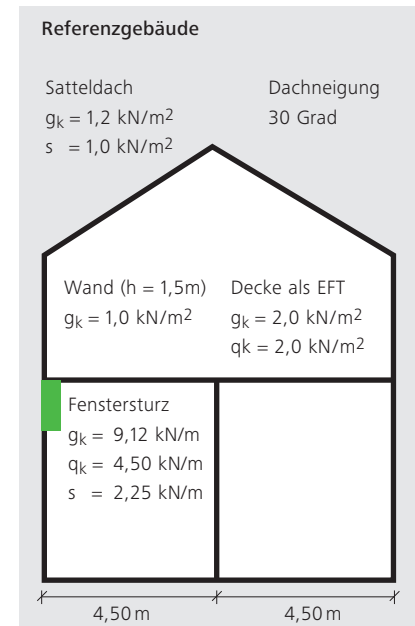 Referenzgebäude
Satteldach
gk = 1,2 kN/m2
s = 1,0 kN/m2
Dachneigung
30 Grad
Wand (h = 1,5m)
gk = 1,0 kN/m2
Decke als EFT
gk = 2,0 kN/m2
qk = 2,0 kN/m2
Fenstersturz
gk = 9,12 kN/m
qk = 4,50 kN/m
s = 2,25 kN/m
4,50 m
4,50 m